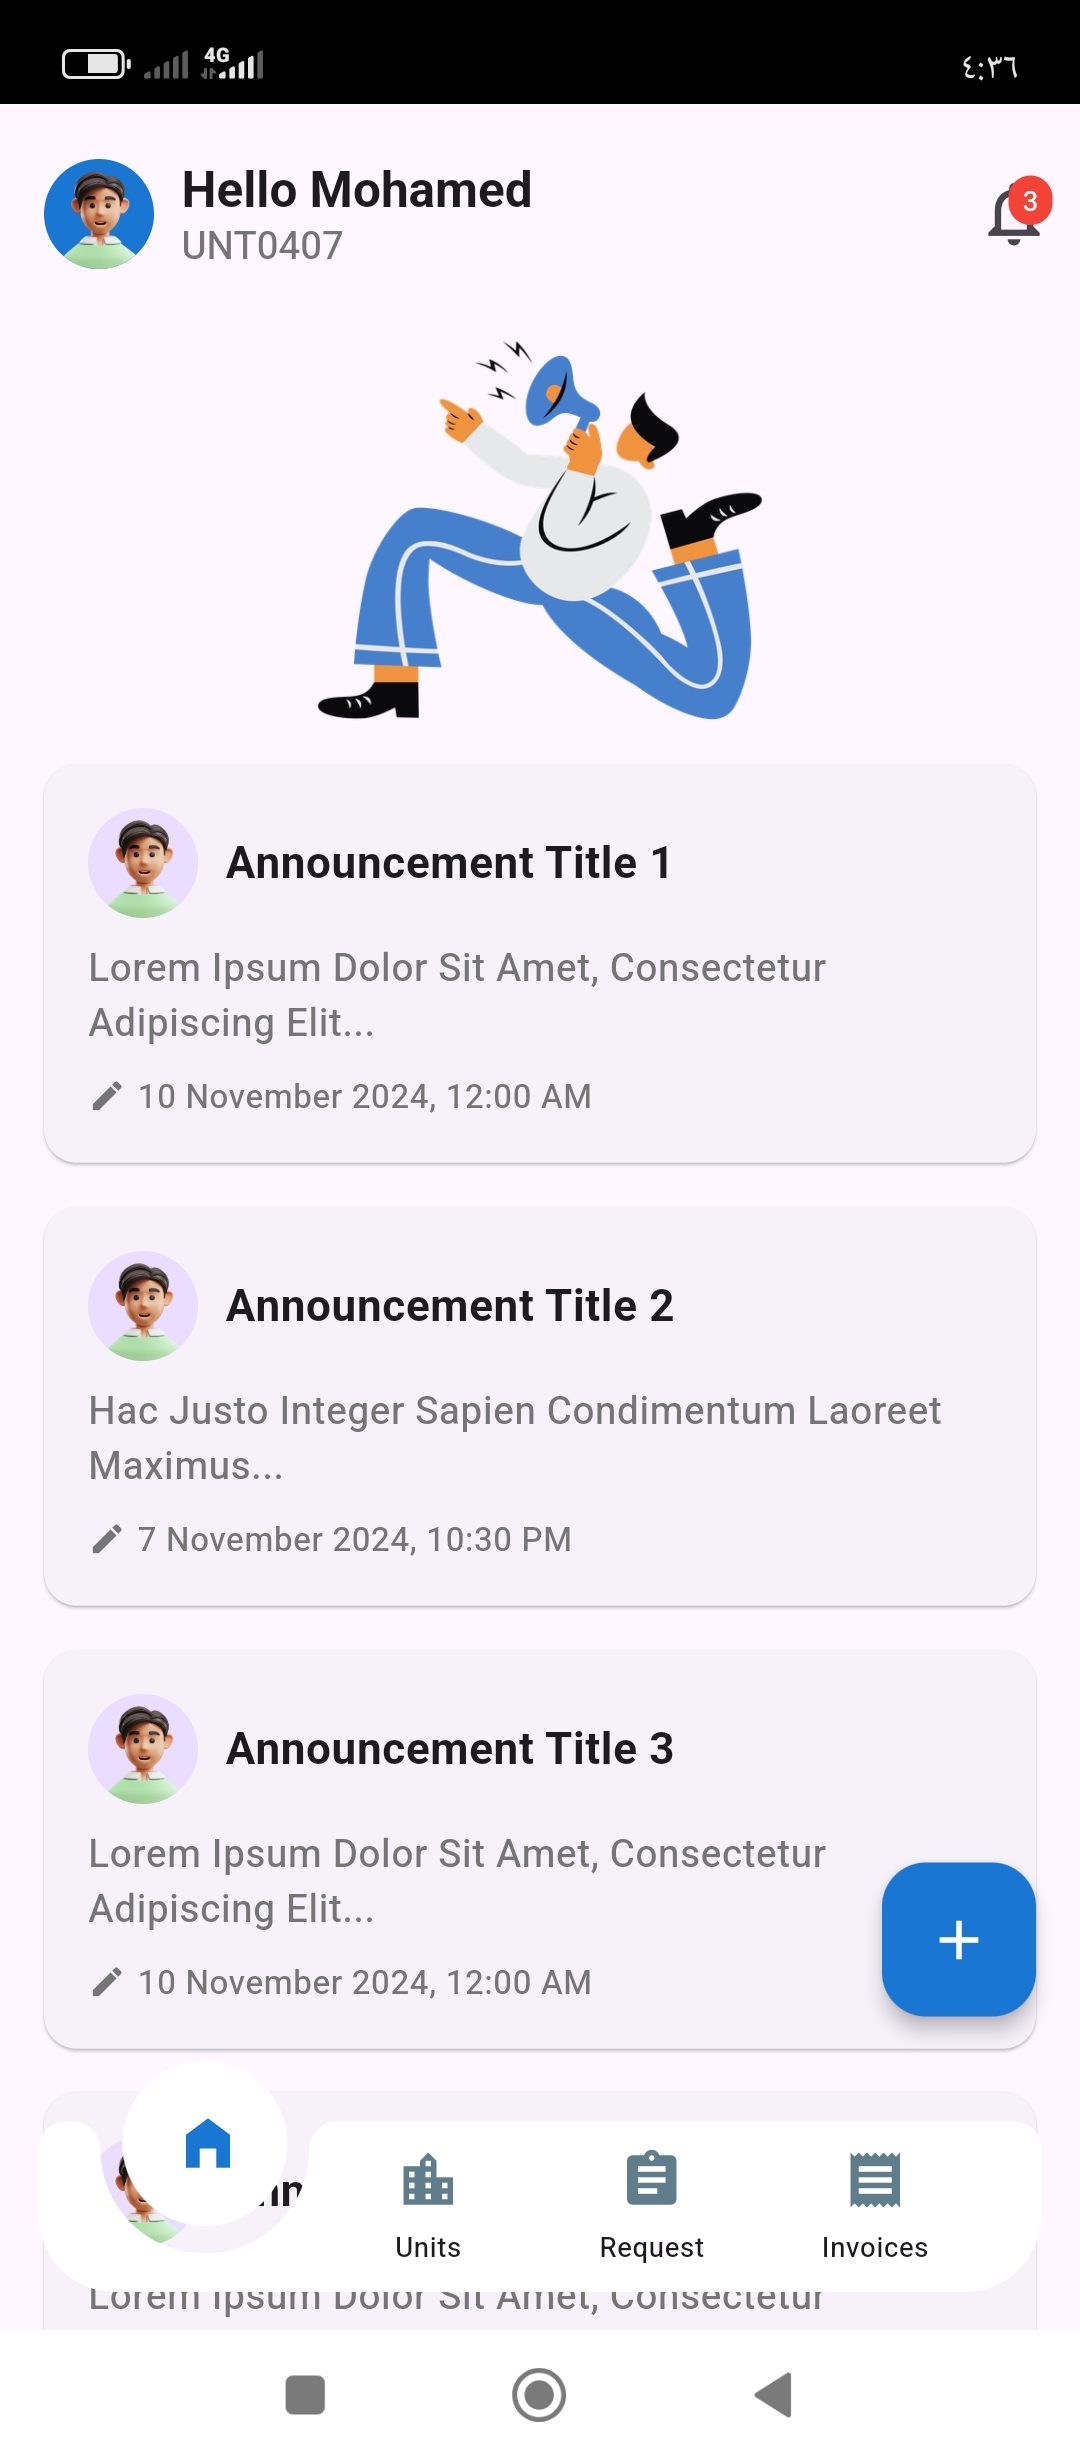 4G
٤:٣٦
Hello Mohamed
UNT0407
3
Announcement Title 1
Lorem Ipsum Dolor Sit Amet, Consectetur
Adipiscing Elit...
10 November 2024, 12:00 AM
Announcement Title 2
Hac Justo Integer Sapien Condimentum Laoreet
Maximus...
7 November 2024, 10:30 PM
Announcement Title 3
Lorem Ipsum Dolor Sit Amet, Consectetur
Adipiscing Elit...
10 November 2024, 12:00 AM
Units
Request
Invoices
Lorem Ipsum Dolor Sit Amet, Consectetur